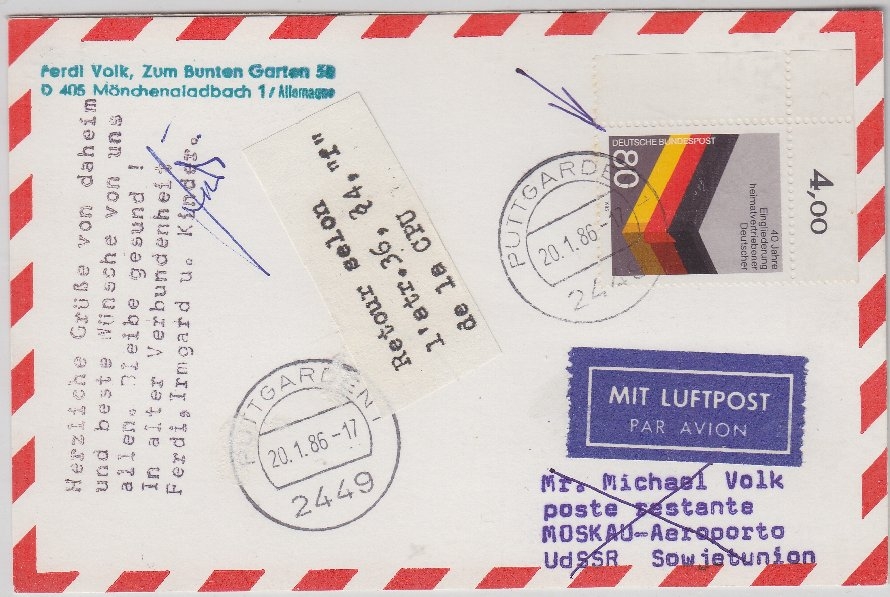 Ferdi Volk, Zum Bunten Garten 58
D 405 Mönchengladbach 1/Allemagne
Herzliche Grüße von daheim
und beste Wünsche von uns
allen. Bleibe gesund !
In alter Verbundenheit
Ferdi,Irmgard u. Kinder.
Retour selon
l'atr.36, §4, "f"
de la CPU
PUTTGARDEN
20.1.86-17
2449
DEUTSCHE BUNDESPOST
80
40 Jahre
Eingliederung
heimatvertriebener
Deutscher
4,00
PUTTGARDEN 1
20.1.86-17
2449
MIT LUFTPOST
PAR AVION
Mr. Michael Volk
poste restante
MOSKAU-Aeroporto
UdSSR Sowjetunion